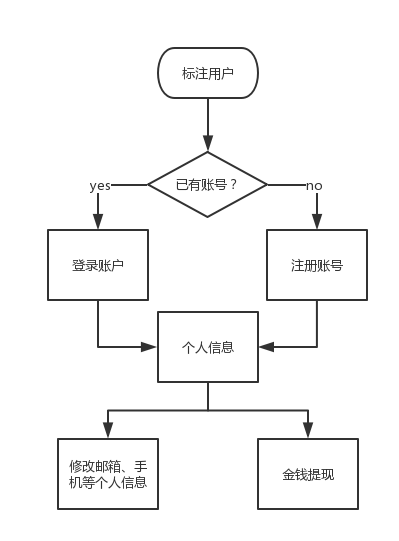 标注用户
已有账号？
yes
no
登录账户
注册账号
个人信息
修改邮箱、手
机等个人信息
金钱提现